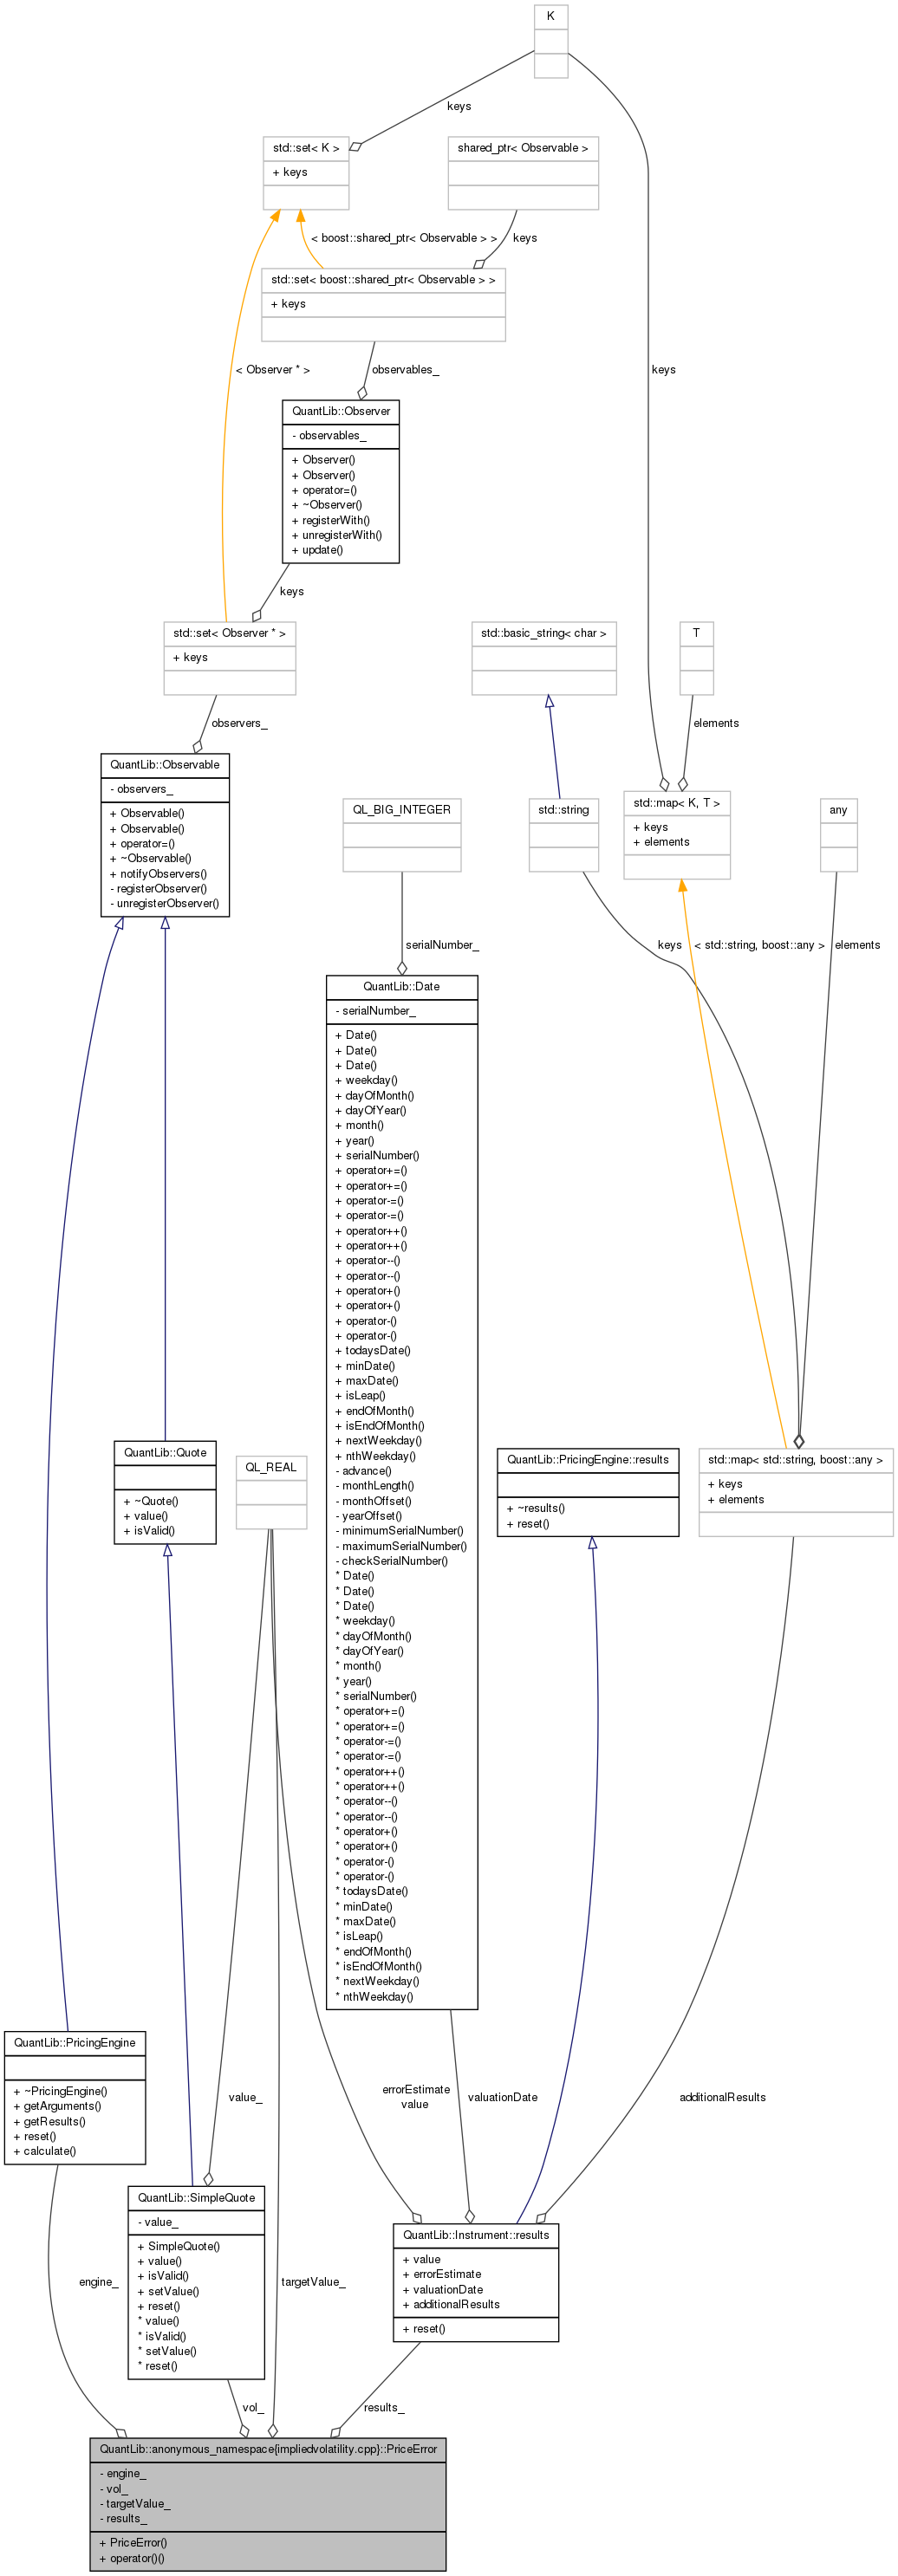 K
keys
std::set< K >
+ keys
shared_ptr< Observable >
< boost::shared_ptr< Observable > >
keys
std::set< boost::shared_ptr< Observable > >
+ keys
< Observer * >
observables_
keys
QuantLib::Observer
- observables_
+ Observer()
+ Observer()
+ operator=()
+ ~Observer()
+ registerWith()
+ unregisterWith()
+ update()
keys
std::set< Observer * >
+ keys
std::basic_string< char >
T
observers_
elements
QuantLib::Observable
- observers_
+ Observable()
+ Observable()
+ operator=()
+ ~Observable()
+ notifyObservers()
- registerObserver()
- unregisterObserver()
QL_BIG_INTEGER
std::string
std::map< K, T >
+ keys
+ elements
any
serialNumber_
keys
< std::string, boost::any >
elements
QuantLib::Date
- serialNumber_
+ Date()
+ Date()
+ Date()
+ weekday()
+ dayOfMonth()
+ dayOfYear()
+ month()
+ year()
+ serialNumber()
+ operator+=()
+ operator+=()
+ operator-=()
+ operator-=()
+ operator++()
+ operator++()
+ operator--()
+ operator--()
+ operator+()
+ operator+()
+ operator-()
+ operator-()
+ todaysDate()
+ minDate()
+ maxDate()
+ isLeap()
+ endOfMonth()
+ isEndOfMonth()
+ nextWeekday()
+ nthWeekday()
- advance()
- monthLength()
- monthOffset()
- yearOffset()
- minimumSerialNumber()
- maximumSerialNumber()
- checkSerialNumber()
* Date()
* Date()
* Date()
* weekday()
* dayOfMonth()
* dayOfYear()
* month()
* year()
* serialNumber()
* operator+=()
* operator+=()
* operator-=()
* operator-=()
* operator++()
* operator++()
* operator--()
* operator--()
* operator+()
* operator+()
* operator-()
* operator-()
* todaysDate()
* minDate()
* maxDate()
* isLeap()
* endOfMonth()
* isEndOfMonth()
* nextWeekday()
* nthWeekday()
QuantLib::Quote
+ ~Quote()
+ value()
+ isValid()
QL_REAL
QuantLib::PricingEngine::results
+ ~results()
+ reset()
std::map< std::string, boost::any >
+ keys
+ elements
QuantLib::PricingEngine
+ ~PricingEngine()
+ getArguments()
+ getResults()
+ reset()
+ calculate()
value_
errorEstimate
value
valuationDate
additionalResults
QuantLib::SimpleQuote
- value_
+ SimpleQuote()
+ value()
+ isValid()
+ setValue()
+ reset()
* value()
* isValid()
* setValue()
* reset()
QuantLib::Instrument::results
+ value
+ errorEstimate
+ valuationDate
+ additionalResults
+ reset()
engine_
targetValue_
vol_
results_
QuantLib::anonymous_namespace{impliedvolatility.cpp}::PriceError
- engine_
- vol_
- targetValue_
- results_
+ PriceError()
+ operator()()